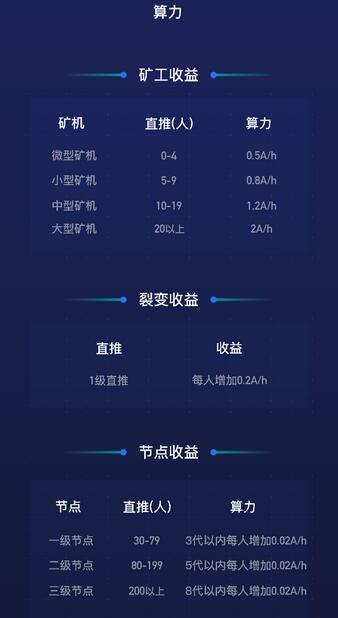 算力
矿工收益
矿机 直推(人) 算力
微型矿机 0-4 0.5A/h
小型矿机 5-9 0.8A/h
中型矿机 10-19 1.2A/h
大型矿机 20以上 2A/h
裂变收益
直推 收益
1级直推 每人增加0.2A/h
节点收益
节点 直推(人) 算力
一级节点 30-79 3代以内每人增加0.02A/h
二级节点 80-199 5代以内每人增加0.02A/h
三级节点 200以上 8代以内每人增加0.02A/h